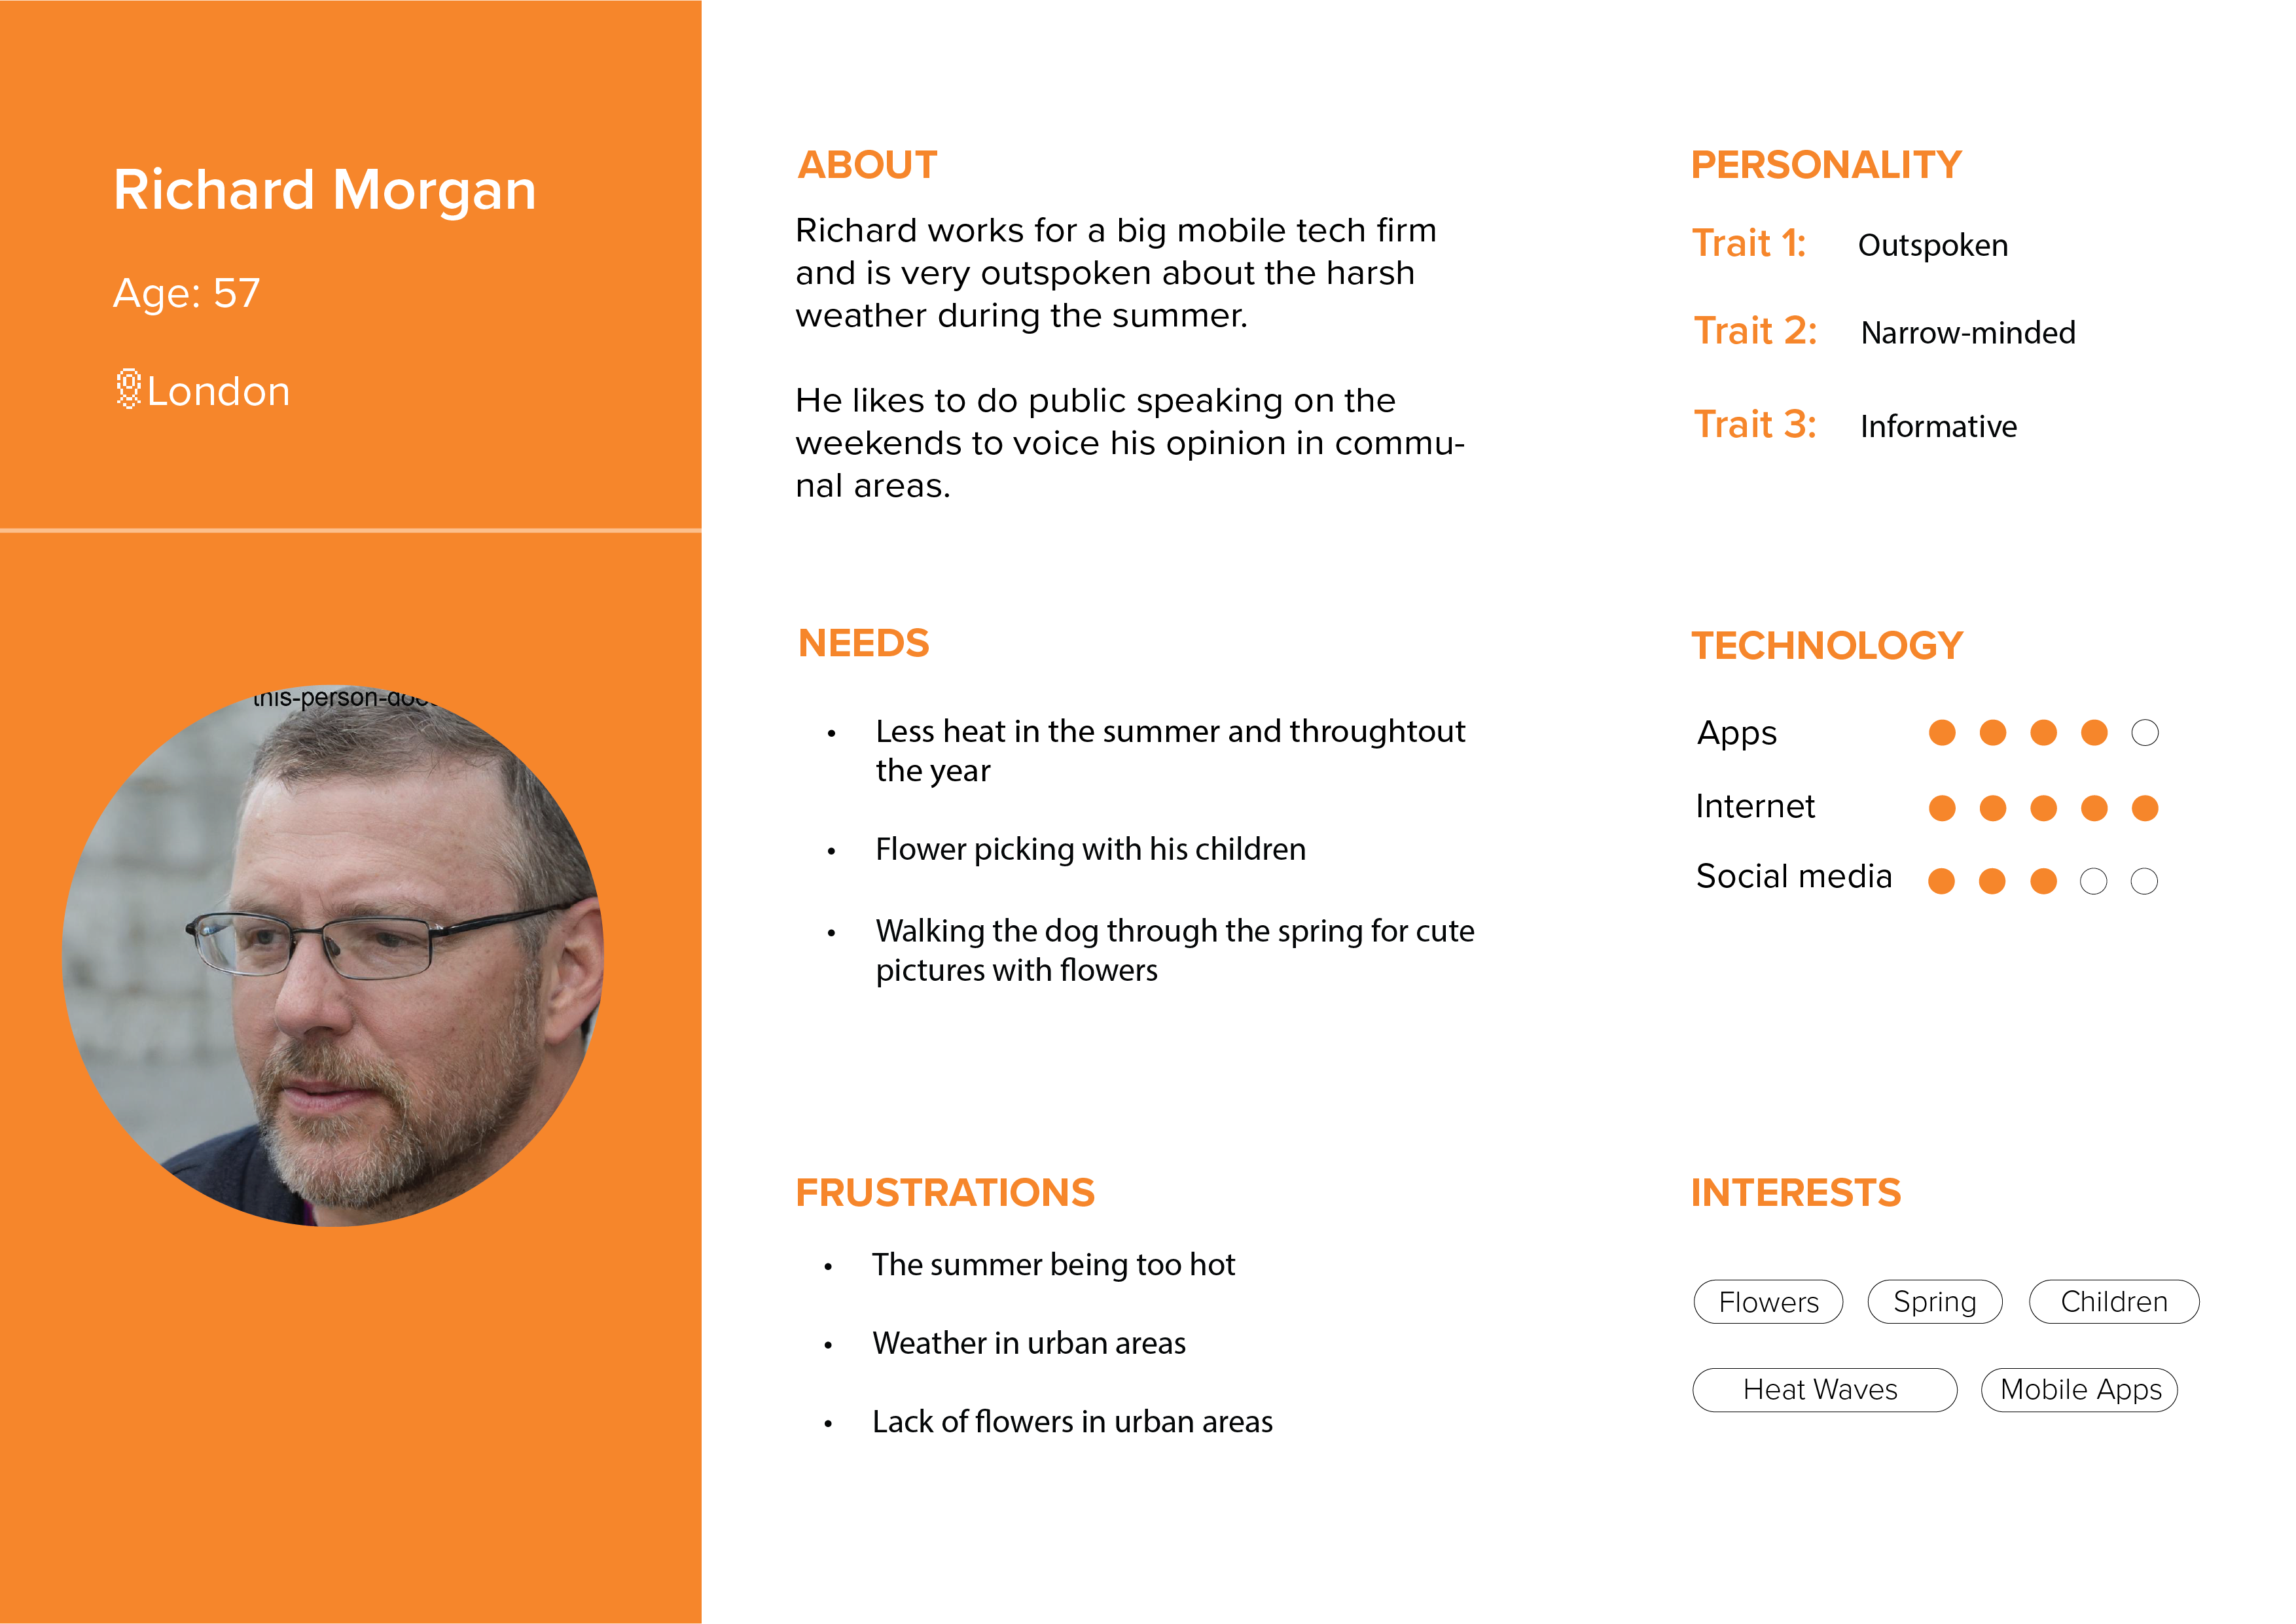 Richard Morgan
Age: 57
London
this-person-does
ABOUT
Richard works for a big mobile tech firm
and is very outspoken about the harsh
weather during the summer.
He likes to do public speaking on the
weekends to voice his opinion in commu-
nal areas.
NEEDS
• Less heat in the summer and throughtout
the year
• Flower picking with his children
• Walking the dog through the spring for cute
pictures with flowers
FRUSTRATIONS
• The summer being too hot
• Weather in urban areas
• Lack of flowers in urban areas
PERSONALITY
Trait 1: Outspoken
Trait 2: Narrow-minded
Trait 3: Informative
TECHNOLOGY
Apps
Internet
Social media
INTERESTS
Flowers Spring Children
Heat Waves Mobile Apps